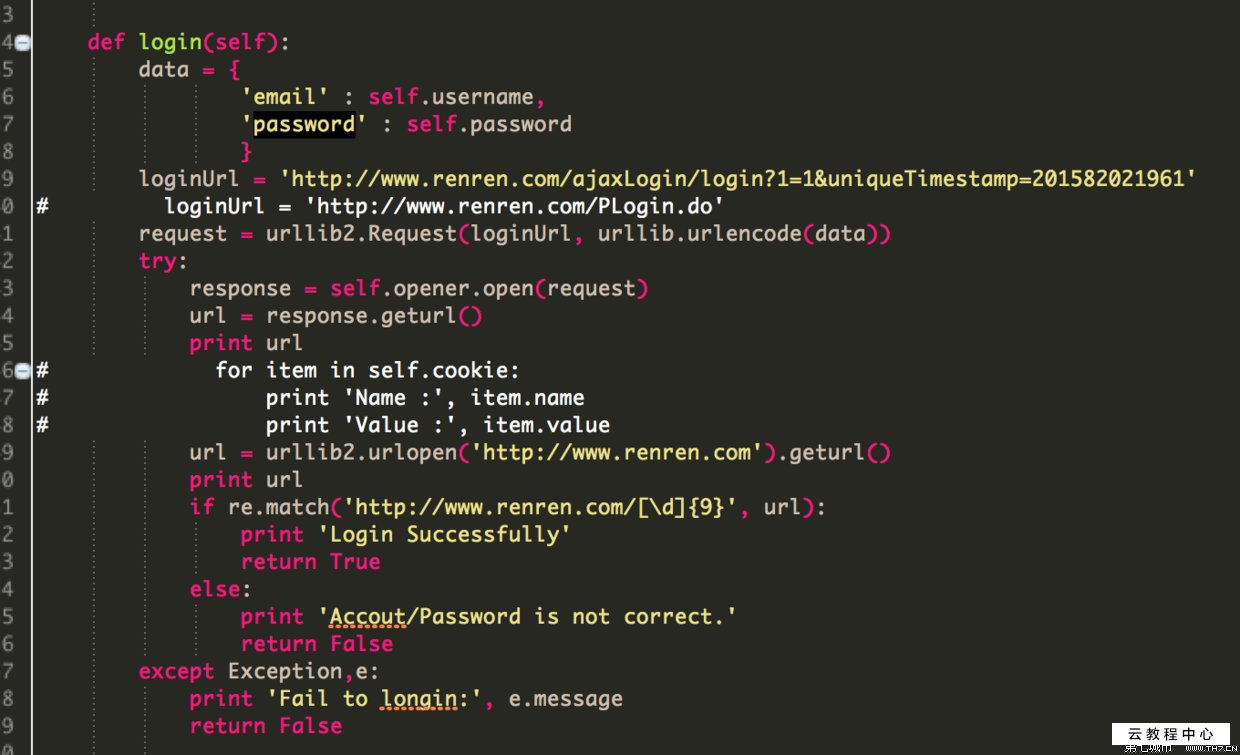 3
4 def login(self):
5 data = {
6 'email' : self.username,
7 'password' : self.password
8 }
9 loginUrl = 'http://www.renren.com/ajaxLogin/login?1=1&uniqueTimestamp=201582021961'
0 # loginUrl = 'http://www.renren.com/PLogin.do'
1 request = urllib2.Request(loginUrl, urllib.urlencode(data))
2 try:
3 response = self.opener.open(request)
4 url = response.geturl()
5 print url
6 # for item in self.cookie:
7 # print 'Name :', item.name
8 # print 'Value :', item.value
9 url = urllib2.urlopen('http://www.renren.com').geturl()
0 print url
1 if re.match('http://www.renren.com/[\d]{9}', url):
2 print 'Login Successfully'
3 return True
4 else:
5 print 'Accout/Password is not correct.'
6 return False
7 except Exception,e:
8 print 'Fail to longin:', e.message
9 return False
0
云教程中心
第七城市 www.TH7.CN